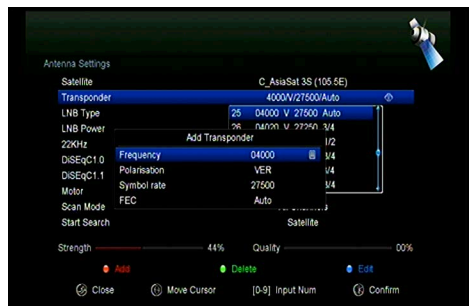 Antenna Settings
Satellite C_AsiaSat 3S (105.5E)
Transponder 4000/V/27500/Auto
LNB Type 25 04000 V 27500 Auto
LNB Power 26 04020 V 27250 3/4
Add Transponder
22KHz 1/2
Frequency 04000
DiSEqC1.0 3/4
Polarisation VER
DiSEqC1.1 3/4
Symbol rate 27500
Motor 3/4
FEC Auto
Scan Mode
Start Search Satellite
Strength 44% Quality 00%
Add Delete Edit
Close Move Cursor [0-9] Input Num Confirm